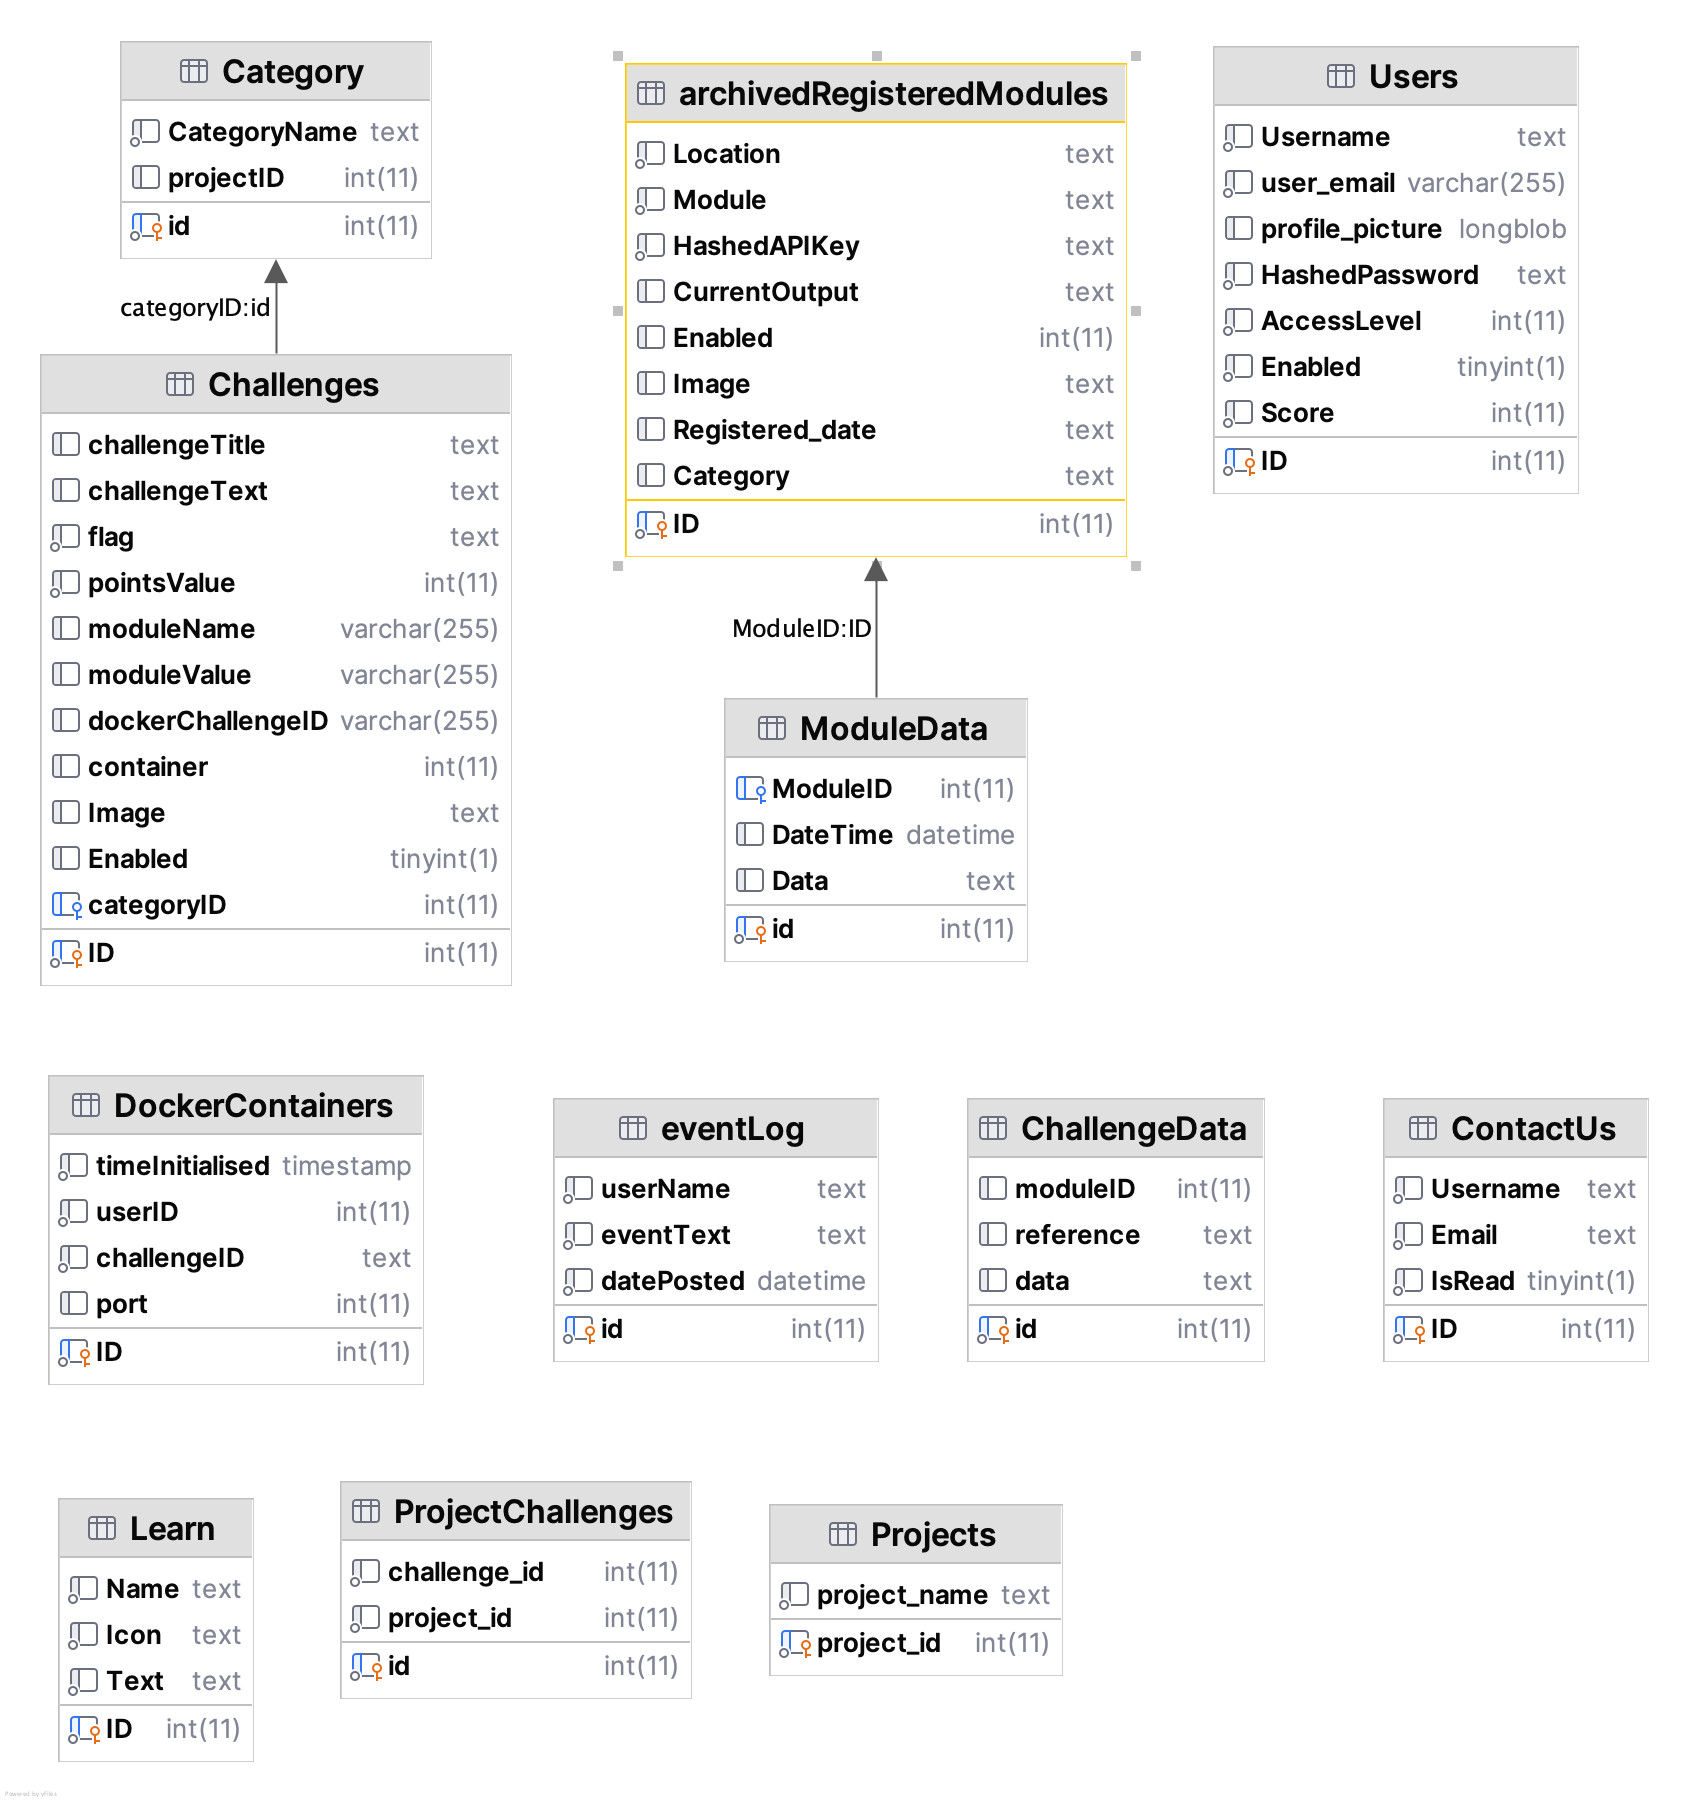 Category
CategoryName text
projectID int(11)
id int(11)
categoryID:id
Challenges
challengeTitle text
challengeText text
flag text
pointsValue int(11)
moduleName varchar(255)
moduleValue varchar(255)
dockerChallengeID varchar(255)
container int(11)
Image text
Enabled tinyint(1)
categoryID int(11)
ID int(11)
archivedRegisteredModules
Location text
Module text
HashedAPIKey text
CurrentOutput text
Enabled int(11)
Image text
Registered_date text
Category text
ID int(11)
ModuleID:ID
ModuleData
ModuleID int(11)
DateTime datetime
Data text
id int(11)
Users
Username text
user_email varchar(255)
profile_picture longblob
HashedPassword text
AccessLevel int(11)
Enabled tinyint(1)
Score int(11)
ID int(11)
DockerContainers
timeInitialised timestamp
userID int(11)
challengeID text
port int(11)
ID int(11)
eventLog
userName text
eventText text
datePosted datetime
id int(11)
ChallengeData
moduleID int(11)
reference text
data text
id int(11)
ContactUs
Username text
Email text
IsRead tinyint(1)
ID int(11)
Learn
Name text
Icon text
Text text
ID int(11)
ProjectChallenges
challenge_id int(11)
project_id int(11)
id int(11)
Projects
project_name text
project_id int(11)
Powered by yFiles